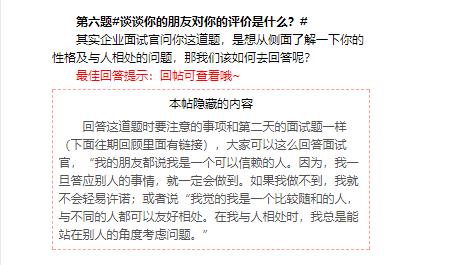 第六题#谈谈你的朋友对你的评价是什么？#
其实企业面试官问你这道题，是想从侧面了解一下你的
性格及与人相处的问题，那我们该如何去回答呢？
最佳回答提示：回帖可查看哦~
本帖隐藏的内容
回答这道题时要注意的事项和第二天的面试题一样
（下面往期回顾里面有链接），大家可以这么回答面试
官，“我的朋友都说我是一个可以信赖的人。因为，我一
旦答应别人的事情，就一定会做到。如果我做不到，我就
不会轻易许诺；或者说“我觉的我是一个比较随和的人，
与不同的人都可以友好相处。在我与人相处时，我总是能
站在别人的角度考虑问题。”